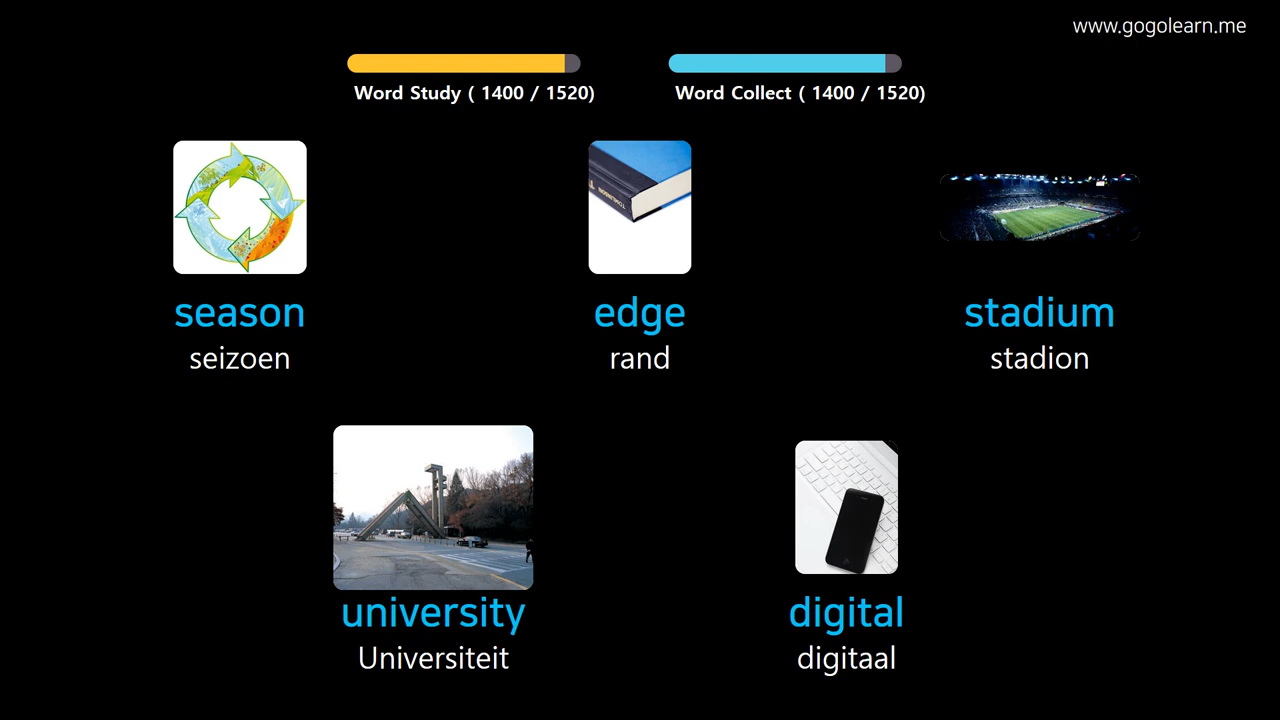 www.gogolearn.me
Word Study ( 1400 / 1520)
Word Collect ( 1400 / 1520)
season
seizoen
edge
rand
stadium
stadion
university
Universiteit
digital
digitaal